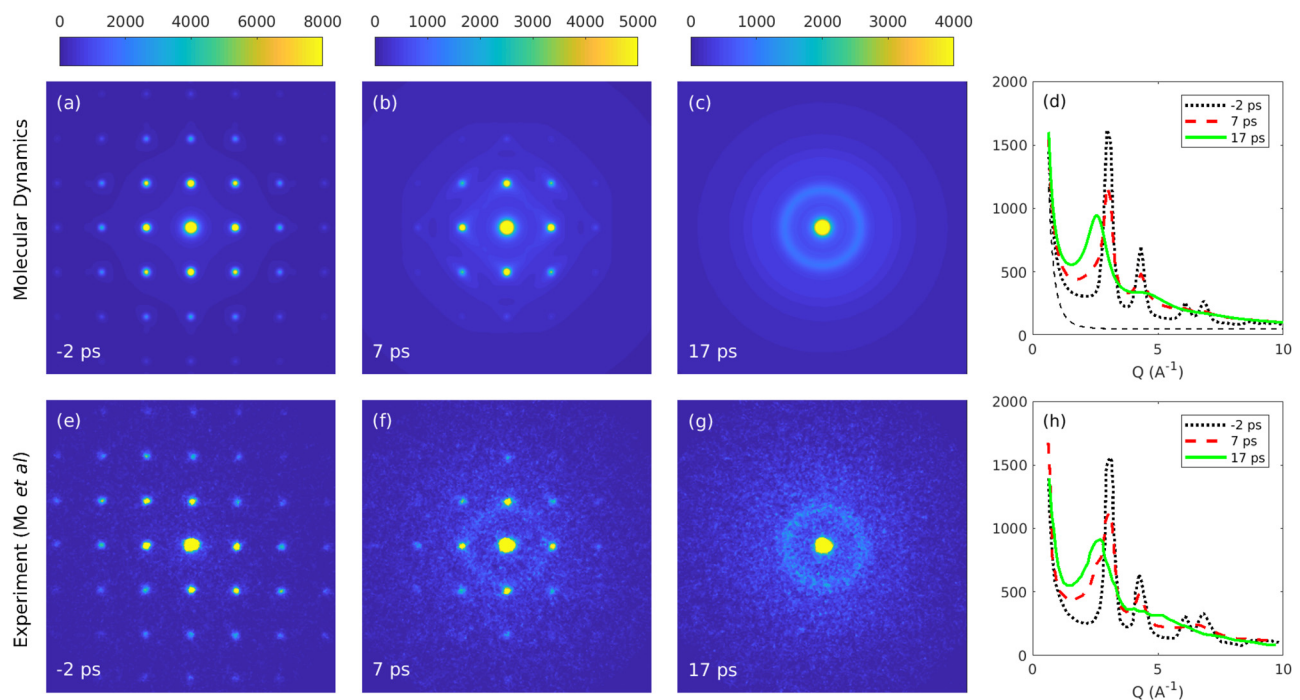 0 2000 4000 6000 8000
0 1000 2000 3000 4000 5000
0 1000 2000 3000 4000
Molecular Dynamics
(a)
-2 ps
(b)
7 ps
(c)
17 ps
(d)
-2 ps
7 ps
17 ps
2000
1500
1000
500
0
0 5 10
Q (A⁻¹)
Experiment (Mo et al)
(e)
-2 ps
(f)
7 ps
(g)
17 ps
(h)
-2 ps
7 ps
17 ps
2000
1500
1000
500
0
0 5 10
Q (A⁻¹)